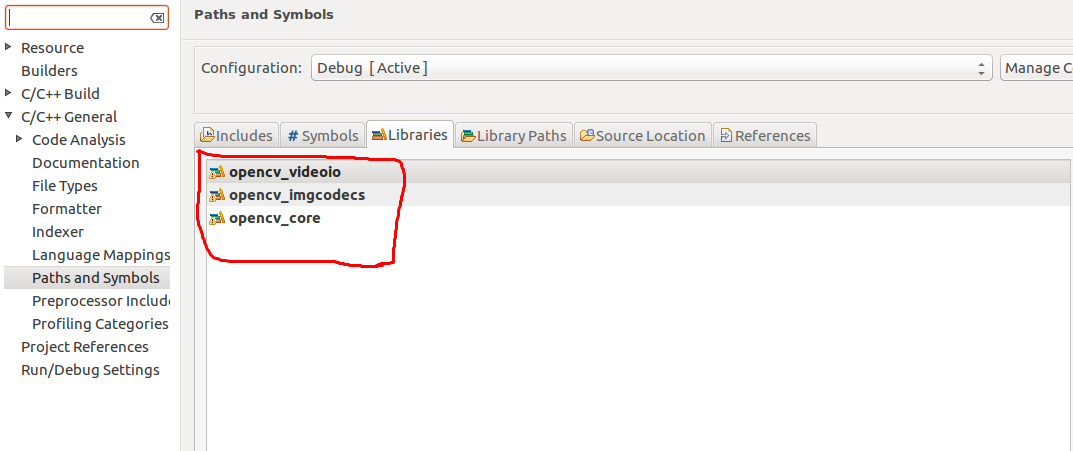 Paths and Symbols
Resource
Builders
C/C++ Build
C/C++ General
Code Analysis
Documentation
File Types
Formatter
Indexer
Language Mappings
Paths and Symbols
Preprocessor Includ
Profiling Categories
Project References
Run/Debug Settings
Configuration: Debug [Active] Manage C
Includes # Symbols Libraries Library Paths Source Location References
opencv_videoio
opencv_imgcodecs
opencv_core